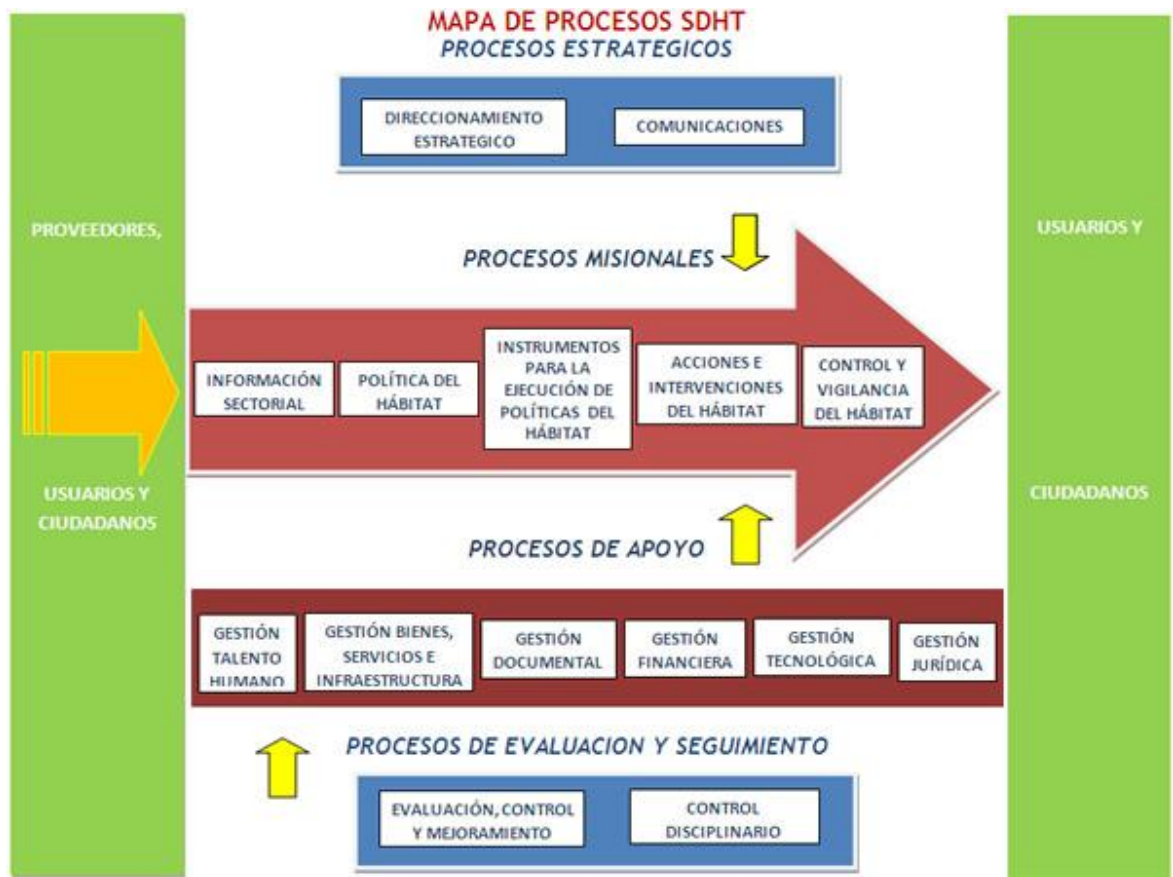 MAPA DE PROCESOS SDHT
PROCESOS ESTRATEGICOS
DIRECCIONAMIENTO
ESTRATEGICO
COMUNICACIONES
PROVEEDORES,
USUARIOS Y
CIUDADANOS
PROCESOS MISIONALES
INFORMACIÓN
SECTORIAL
POLÍTICA DEL
HÁBITAT
INSTRUMENTOS
PARA LA
EJECUCIÓN DE
POLÍTICAS DEL
HÁBITAT
ACCIONES E
INTERVENCIONES
DEL HÁBITAT
CONTROL Y
VIGILANCIA
DEL HÁBITAT
USUARIOS Y
CIUDADANOS
PROCESOS DE APOYO
GESTIÓN
TALENTO
HUMANO
GESTIÓN BIENES,
SERVICIOS E
INFRAESTRUCTURA
GESTIÓN
DOCUMENTAL
GESTIÓN
FINANCIERA
GESTIÓN
TECNOLÓGICA
GESTIÓN
JURÍDICA
PROCESOS DE EVALUACION Y SEGUIMIENTO
EVALUACIÓN, CONTROL
Y MEJORAMIENTO
CONTROL
DISCIPLINARIO